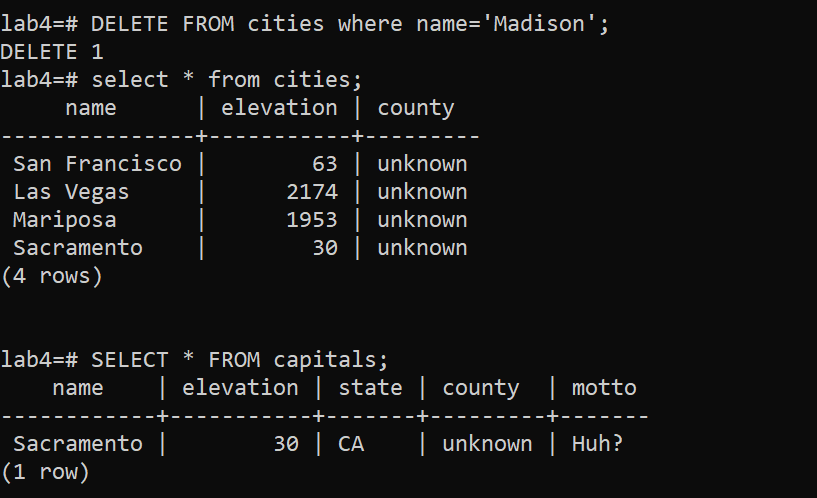 lab4=# DELETE FROM cities where name='Madison';
DELETE 1
lab4=# select * from cities;
     name      | elevation | county
---------------+-----------+---------
 San Francisco |        63 | unknown
 Las Vegas     |      2174 | unknown
 Mariposa      |      1953 | unknown
 Sacramento    |        30 | unknown
(4 rows)

lab4=# SELECT * FROM capitals;
    name    | elevation | state | county  | motto
------------+-----------+-------+---------+-------
 Sacramento |        30 | CA    | unknown | Huh?
(1 row)